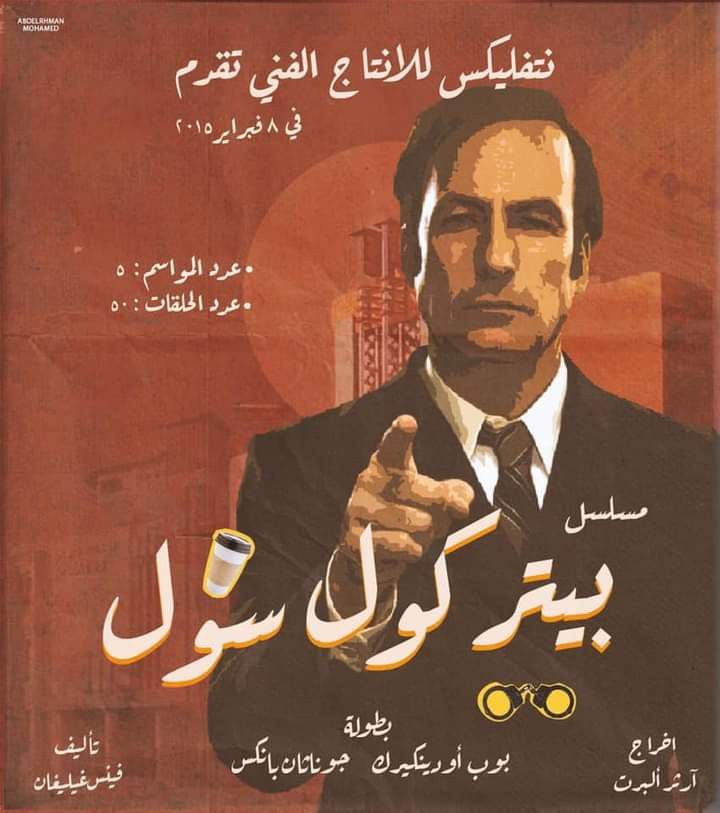 ABDELRHMAN
MOHAMED
نتفليكس للانتاج الفني تقدم
في ٨ فبراير ٢٠١٥
• عدد المواسم : ٥
• عدد الحلقات : ٥٠
مسلسل
بيتر كول سول
اخراج
آرثر ألبرت
بطولة
بوب أودينكيرك جوناثان بانكس
تأليف
فينس غيليغان